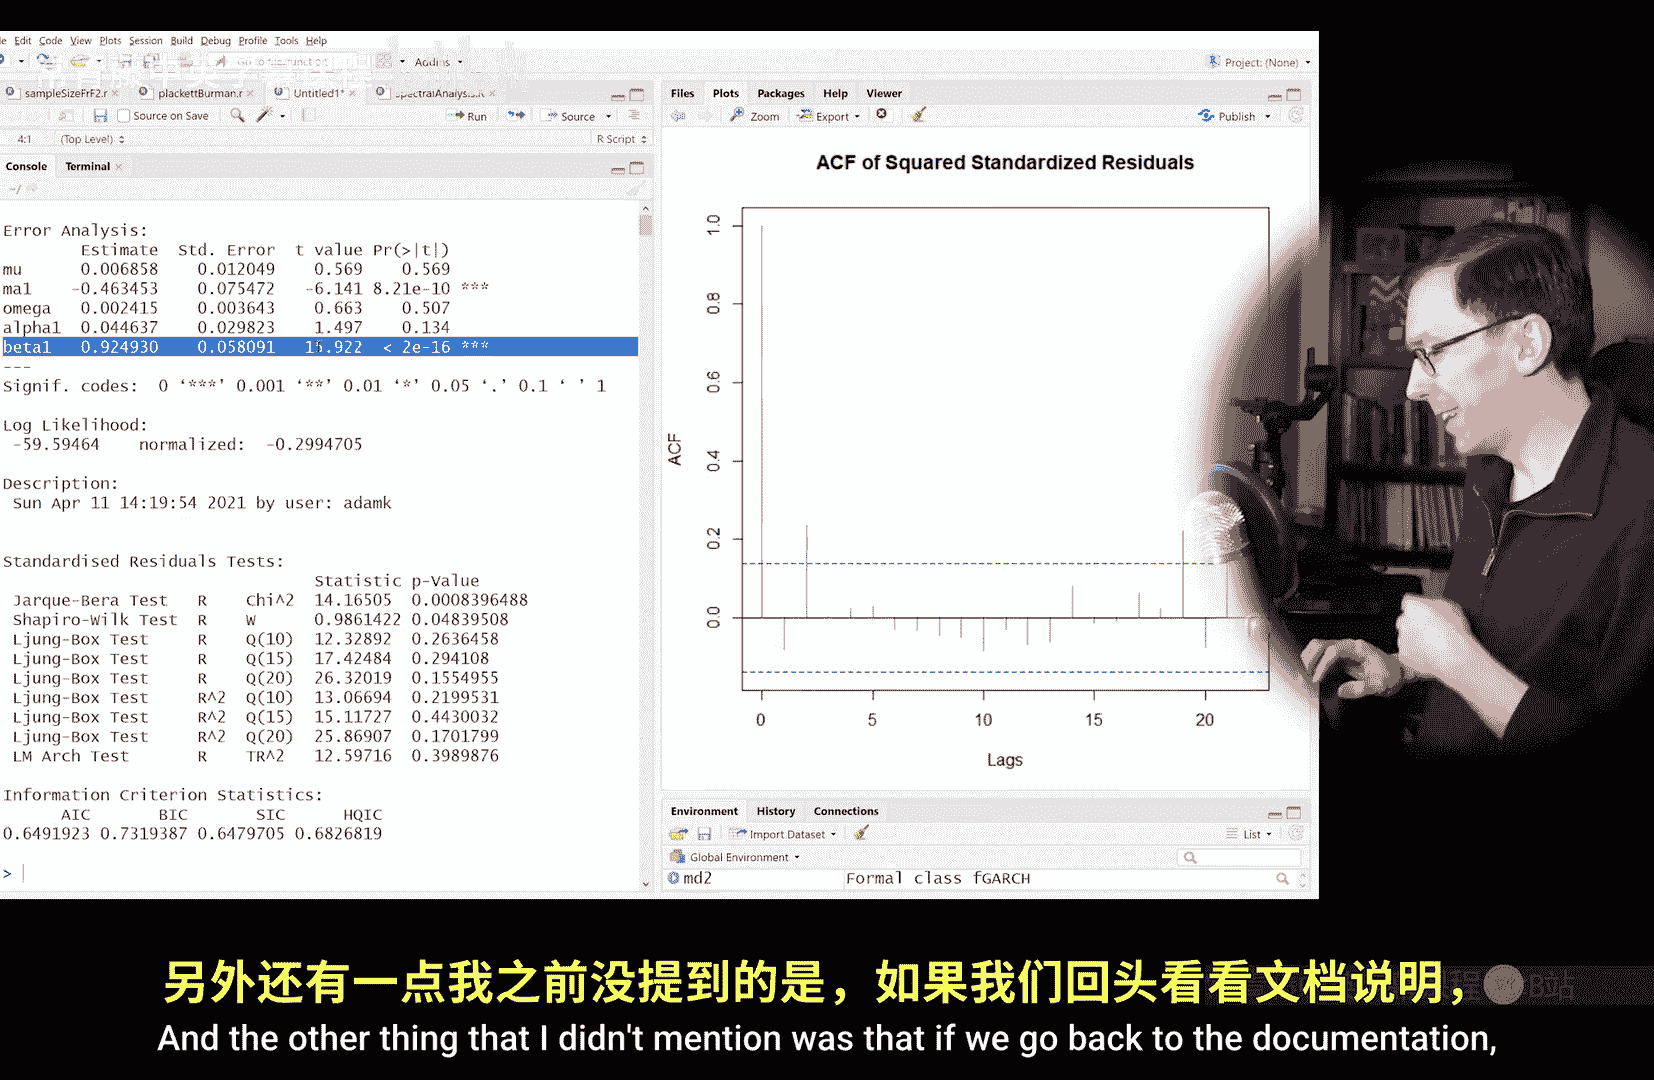 Edit Code View Plots Session Build Debug Profile Tools Help
Go to file/function
Addins
Project: (None)
sampleSizeFrF2.r
plackettBurman.r
Untitled1*
spectralAnalysis.R
Source on Save
Run
Source
4:1
(Top Level)
R Script
Console
Terminal
~/
Error Analysis:
Estimate Std. Error t value Pr(>|t|)
mu 0.006858 0.012049 0.569 0.569
ma1 -0.463453 0.075472 -6.141 8.21e-10 ***
omega 0.002415 0.003643 0.663 0.507
alpha1 0.044637 0.029823 1.497 0.134
beta1 0.924930 0.058091 15.922 < 2e-16 ***
---
Signif. codes: 0 ‘***’ 0.001 ‘**’ 0.01 ‘*’ 0.05 ‘.’ 0.1 ‘ ’ 1
Log Likelihood:
-59.59464 normalized: -0.2994705
Description:
Sun Apr 11 14:19:54 2021 by user: adamk
Standardised Residuals Tests:
Statistic p-Value
Jarque-Bera Test R Chi^2 14.16505 0.0008396488
Shapiro-Wilk Test R W 0.9861422 0.04839508
Ljung-Box Test R Q(10) 12.32892 0.2636458
Ljung-Box Test R Q(15) 17.42484 0.294108
Ljung-Box Test R Q(20) 26.32019 0.1554955
Ljung-Box Test R^2 Q(10) 13.06694 0.2199531
Ljung-Box Test R^2 Q(15) 15.11727 0.4430032
Ljung-Box Test R^2 Q(20) 25.86907 0.1701799
LM Arch Test R TR^2 12.59716 0.3989876
Information Criterion Statistics:
AIC BIC SIC HQIC
0.6491923 0.7319387 0.6479705 0.6826819
>
Files
Plots
Packages
Help
Viewer
Zoom
Export
Publish
ACF of Squared Standardized Residuals
1.0
0.8
0.6
0.4
0.2
0.0
ACF
0 5 10 15 20
Lags
Environment
History
Connections
Import Dataset
List
Global Environment
md2 Formal class fGARCH
另外还有一点我之前没提到的是，如果我们回头看看文档说明，
B站
And the other thing that I didn't mention was that if we go back to the documentation,